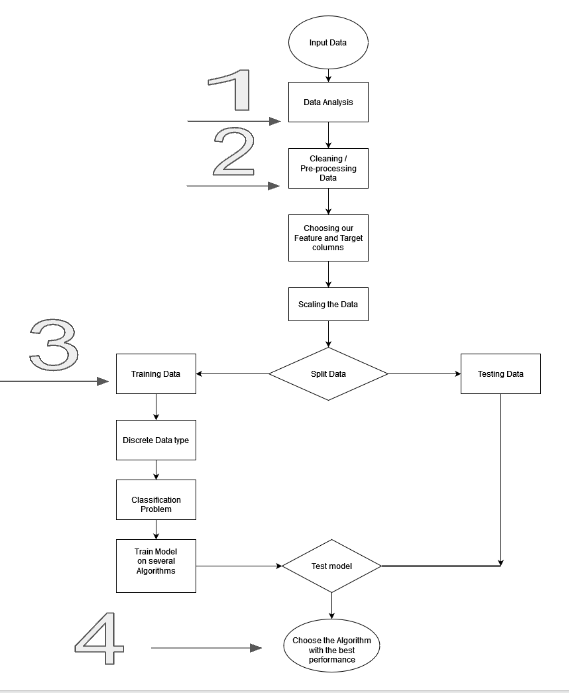 Input Data
1
Data Analysis
2
Cleaning /
Pre-processing
Data
Choosing our
Feature and Target
columns
Scaling the Data
3
Training Data
Split Data
Testing Data
Discrete Data type
Classification
Problem
Train Model
on several
Algorithms
Test model
4
Choose the Algorithm
with the best
performance